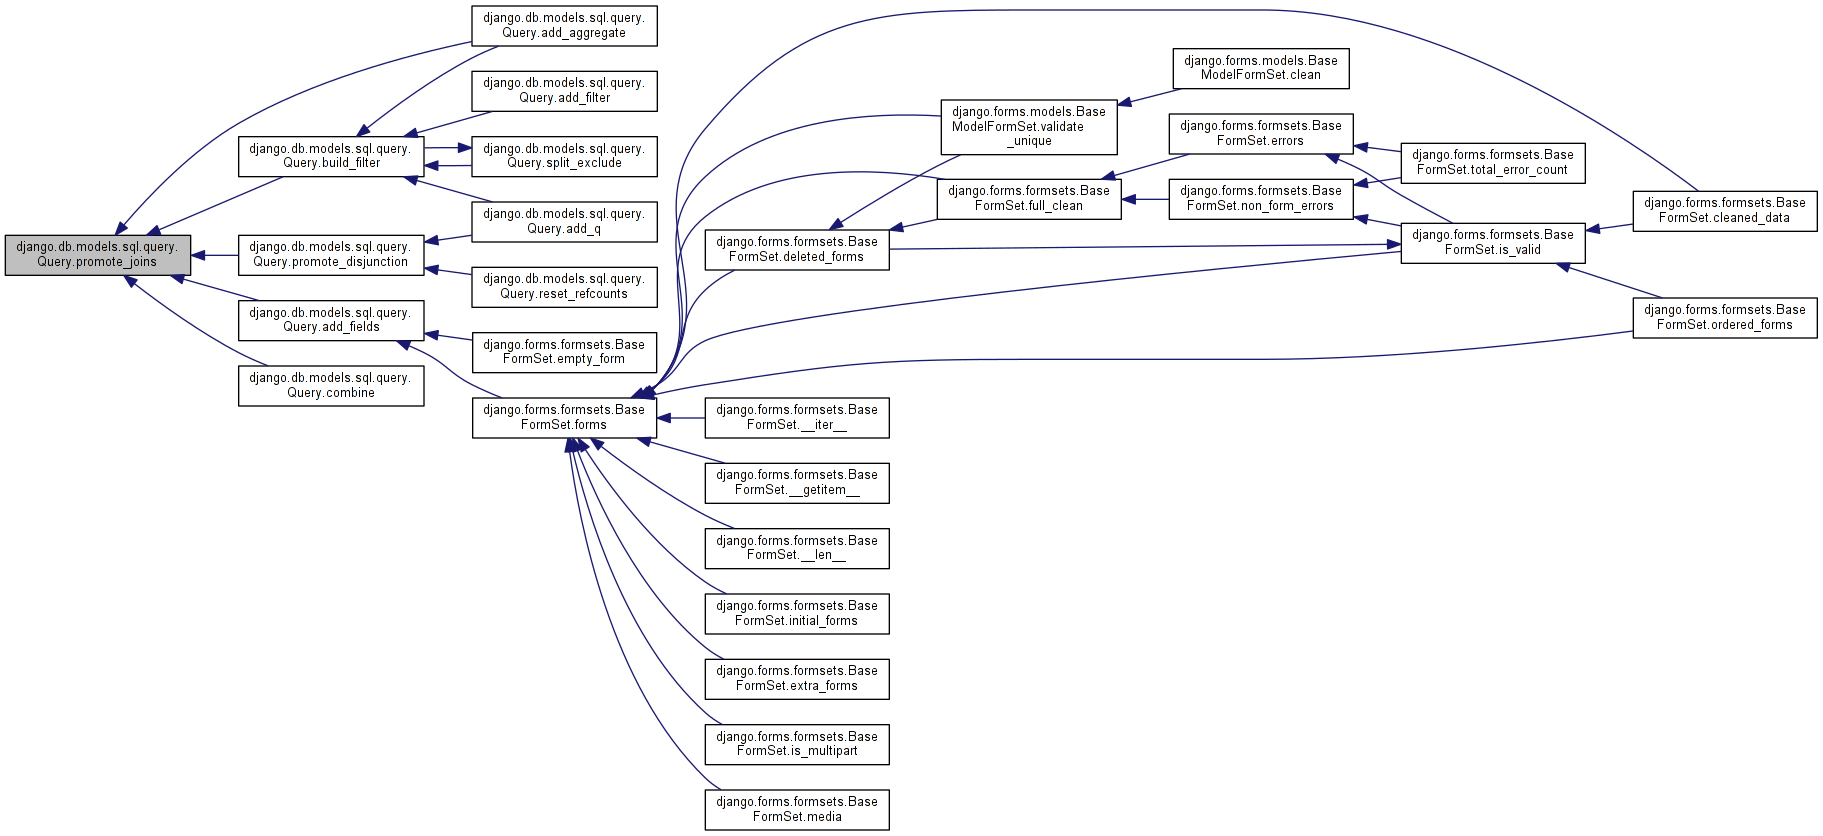 django.db.models.sql.query.
Query.promote_joins
django.db.models.sql.query.
Query.build_filter
django.db.models.sql.query.
Query.promote_disjunction
django.db.models.sql.query.
Query.add_fields
django.db.models.sql.query.
Query.combine
django.db.models.sql.query.
Query.add_aggregate
django.db.models.sql.query.
Query.add_filter
django.db.models.sql.query.
Query.split_exclude
django.db.models.sql.query.
Query.add_q
django.db.models.sql.query.
Query.reset_refcounts
django.forms.formsets.Base
FormSet.empty_form
django.forms.formsets.Base
FormSet.forms
django.forms.formsets.Base
FormSet.deleted_forms
django.forms.formsets.Base
FormSet.__iter__
django.forms.formsets.Base
FormSet.__getitem__
django.forms.formsets.Base
FormSet.__len__
django.forms.formsets.Base
FormSet.initial_forms
django.forms.formsets.Base
FormSet.extra_forms
django.forms.formsets.Base
FormSet.is_multipart
django.forms.formsets.Base
FormSet.media
django.forms.models.Base
ModelFormSet.validate
_unique
django.forms.formsets.Base
FormSet.full_clean
django.forms.models.Base
ModelFormSet.clean
django.forms.formsets.Base
FormSet.errors
django.forms.formsets.Base
FormSet.non_form_errors
django.forms.formsets.Base
FormSet.total_error_count
django.forms.formsets.Base
FormSet.is_valid
django.forms.formsets.Base
FormSet.cleaned_data
django.forms.formsets.Base
FormSet.ordered_forms